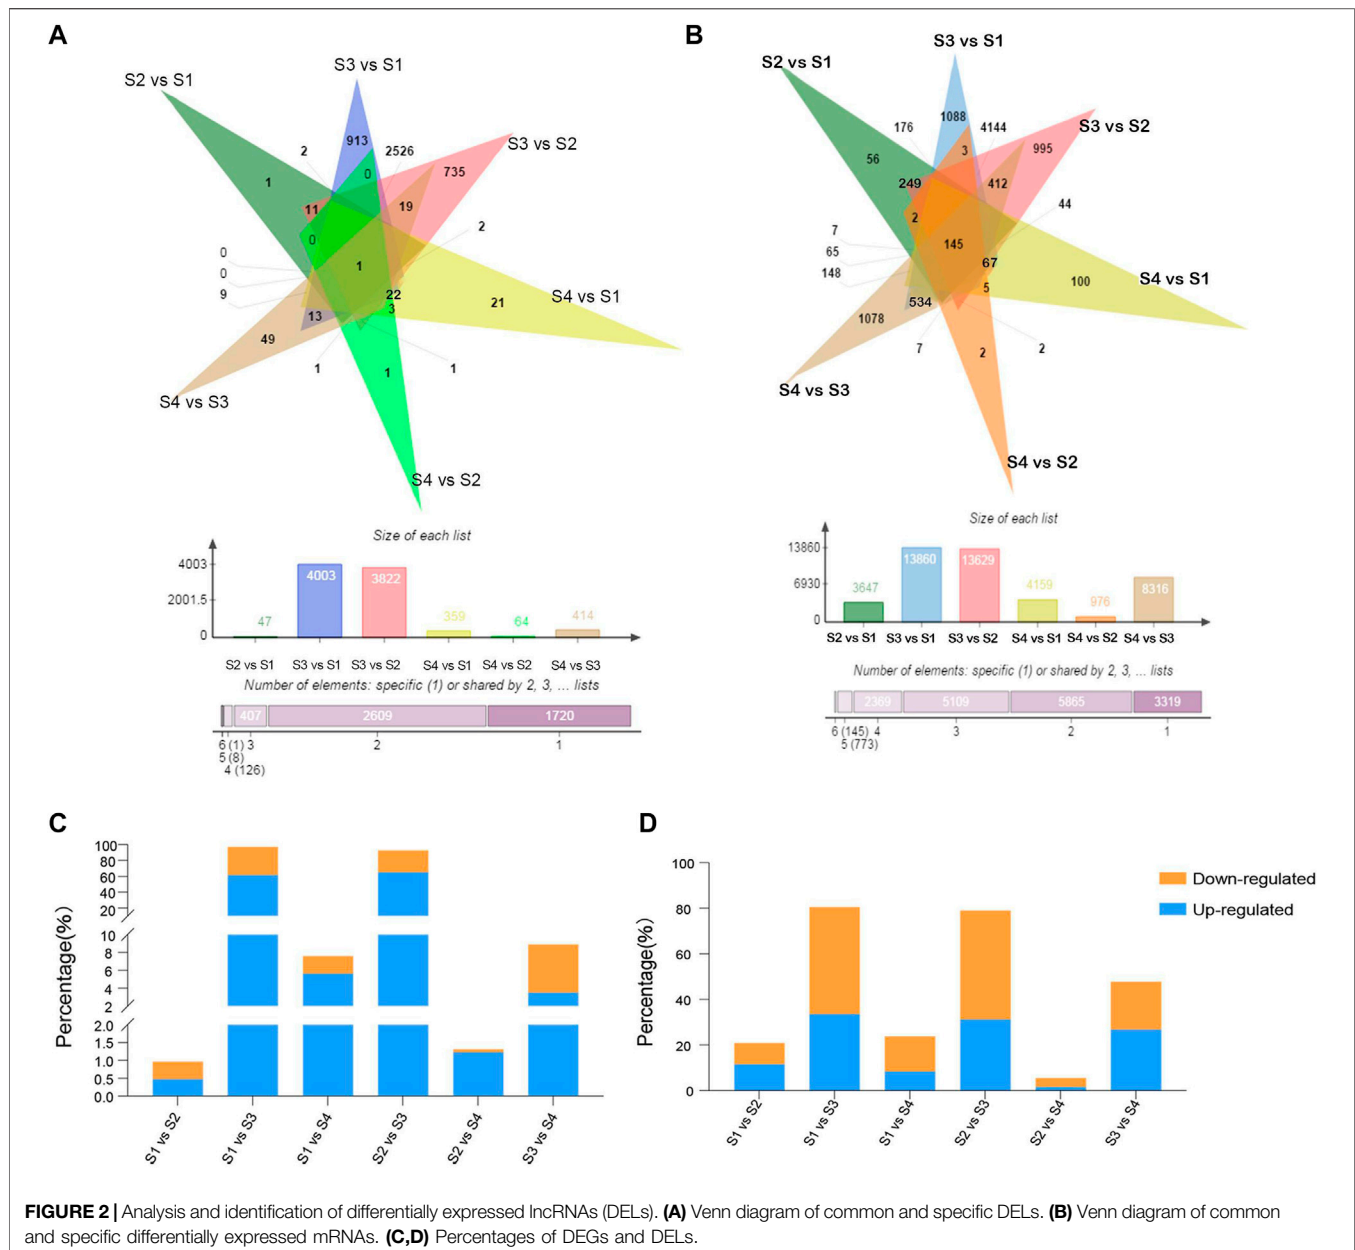 A
S3 vs S1
S2 vs S1
S3 vs S2
913
2526
2
735
0
1
11
19
2
0
0
1
0
9
22
21
S4 vs S1
3
13
49
1
1
1
S4 vs S3
S4 vs S2
Size of each list
4003
2001.5
0
47
4003
3822
359
64
414
S2 vs S1 S3 vs S1 S3 vs S2 S4 vs S1 S4 vs S2 S4 vs S3
Number of elements: specific (1) or shared by 2, 3, ... lists
407 2609 1720
6 (1) 3 2 1
5 (8)
4 (126)
B
S3 vs S1
S2 vs S1
S3 vs S2
1088
4144
176
3
995
56
249
412
44
2
7
145
65
67
148
5
100
S4 vs S1
534
1078
7
2
2
S4 vs S3
S4 vs S2
Size of each list
13860
6930
0
3647
13860
13629
4159
976
8316
S2 vs S1 S3 vs S1 S3 vs S2 S4 vs S1 S4 vs S2 S4 vs S3
Number of elements: specific (1) or shared by 2, 3, ... lists
2369 5109 5865 3319
6 (145) 4 3 2 1
5 (773)
C
Percentage(%)
100
80
60
40
20
10
8
6
4
2
2.0
1.5
1.0
0.5
0.0
S1 vs S2
S1 vs S3
S1 vs S4
S2 vs S3
S2 vs S4
S3 vs S4
D
Percentage(%)
100
80
60
40
20
0
S1 vs S2
S1 vs S3
S1 vs S4
S2 vs S3
S2 vs S4
S3 vs S4
Down-regulated
Up-regulated
FIGURE 2 | Analysis and identification of differentially expressed lncRNAs (DELs). (A) Venn diagram of common and specific DELs. (B) Venn diagram of common
and specific differentially expressed mRNAs. (C,D) Percentages of DEGs and DELs.